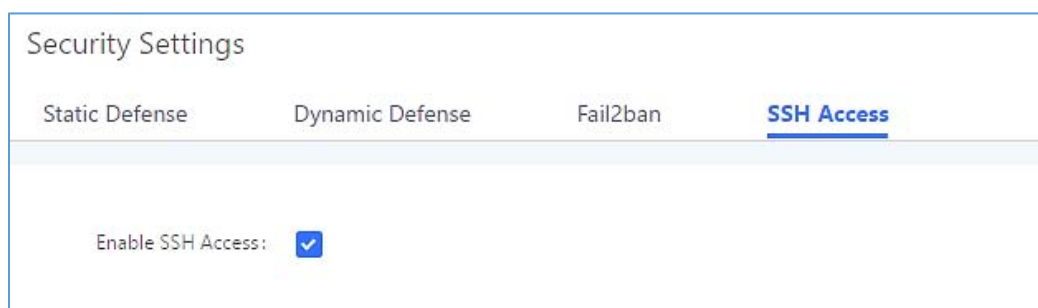 Security Settings
Static Defense Dynamic Defense Fail2ban SSH Access
Enable SSH Access: